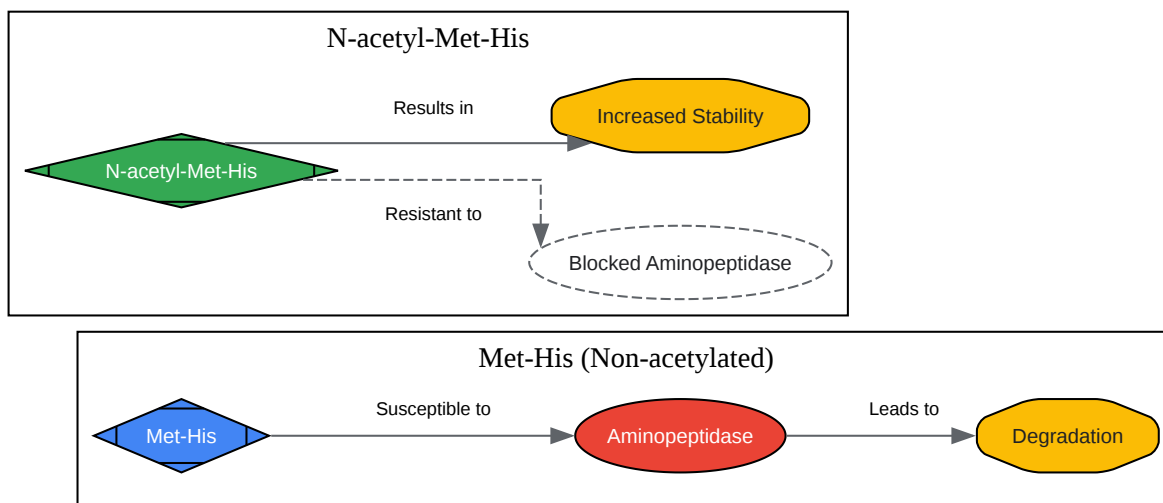 N-acetyl-Met-His
Results in
Increased Stability
N-acetyl-Met-His
Resistant to
Blocked Aminopeptidase
Met-His (Non-acetylated)
Susceptible to
Leads to
Met-His
Aminopeptidase
Degradation